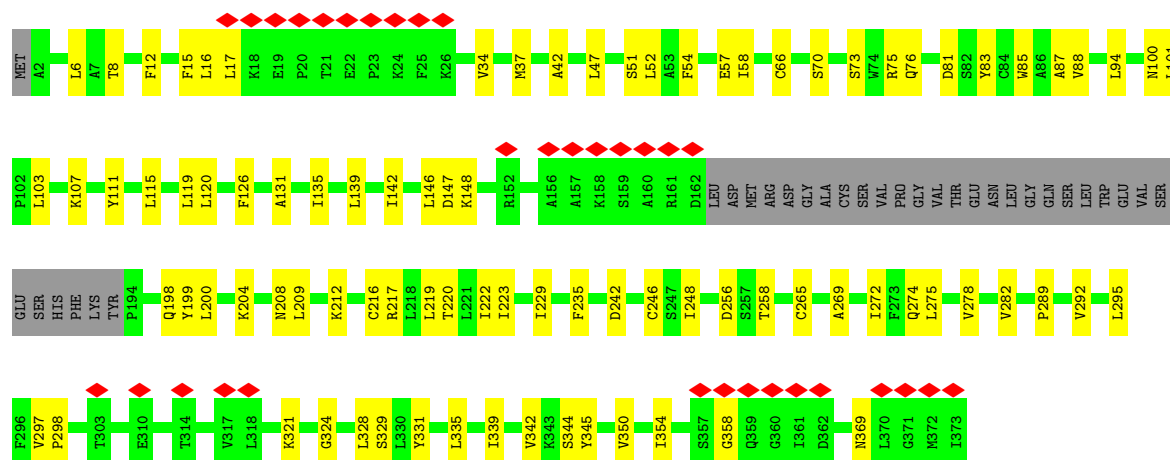 MET A2 L6 A7 T8 F12 F15 L16 L17 K18 E19 P20 T21 E22 P23 K24 F25 K26 V34 M37 A42 L47 S51 L52 A53 F54 E57 I58 C66 S70 S73 W74 R75 Q76 D81 S82 Y83 C84 W85 A86 A87 V88 L94 N100 L101
P102 L103 K107 Y111 L115 L119 L120 F126 A131 I135 L139 I142 L146 D147 K148 R152 A156 A157 K158 S159 A160 R161 D162 LEU ASP MET ARG ASP GLY ALA CYS SER VAL PRO GLY VAL THR GLU ASN LEU GLY GLN SER LEU TRP GLU VAL SER
GLU SER HIS PHE LYS TYR P194 Q198 Y199 L200 K204 N208 L209 K212 C216 R217 L218 L219 T220 L221 I222 I223 I229 F235 D242 C246 S247 I248 D256 S257 T258 C265 A269 I272 F273 Q274 L275 V278 V282 P289 V292 L295
F296 V297 P298 T303 E310 T314 V317 L318 K321 G324 L328 S329 L330 Y331 L335 I339 V342 K343 S344 Y345 V350 I354 S357 G358 Q359 G360 I361 D362 N369 L370 G371 M372 I373